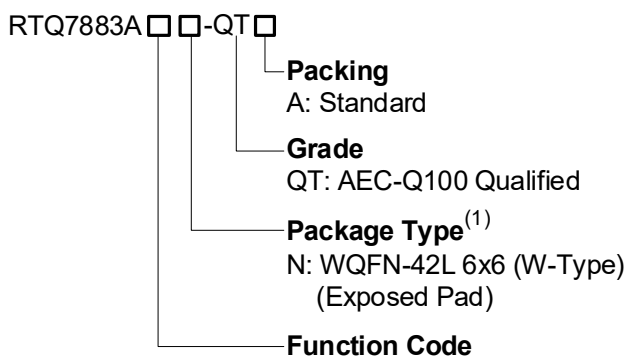 RTQ7883A□□-QT□
Packing
A: Standard
Grade
QT: AEC-Q100 Qualified
Package Type(1)
N: WQFN-42L 6x6 (W-Type)
(Exposed Pad)
Function Code